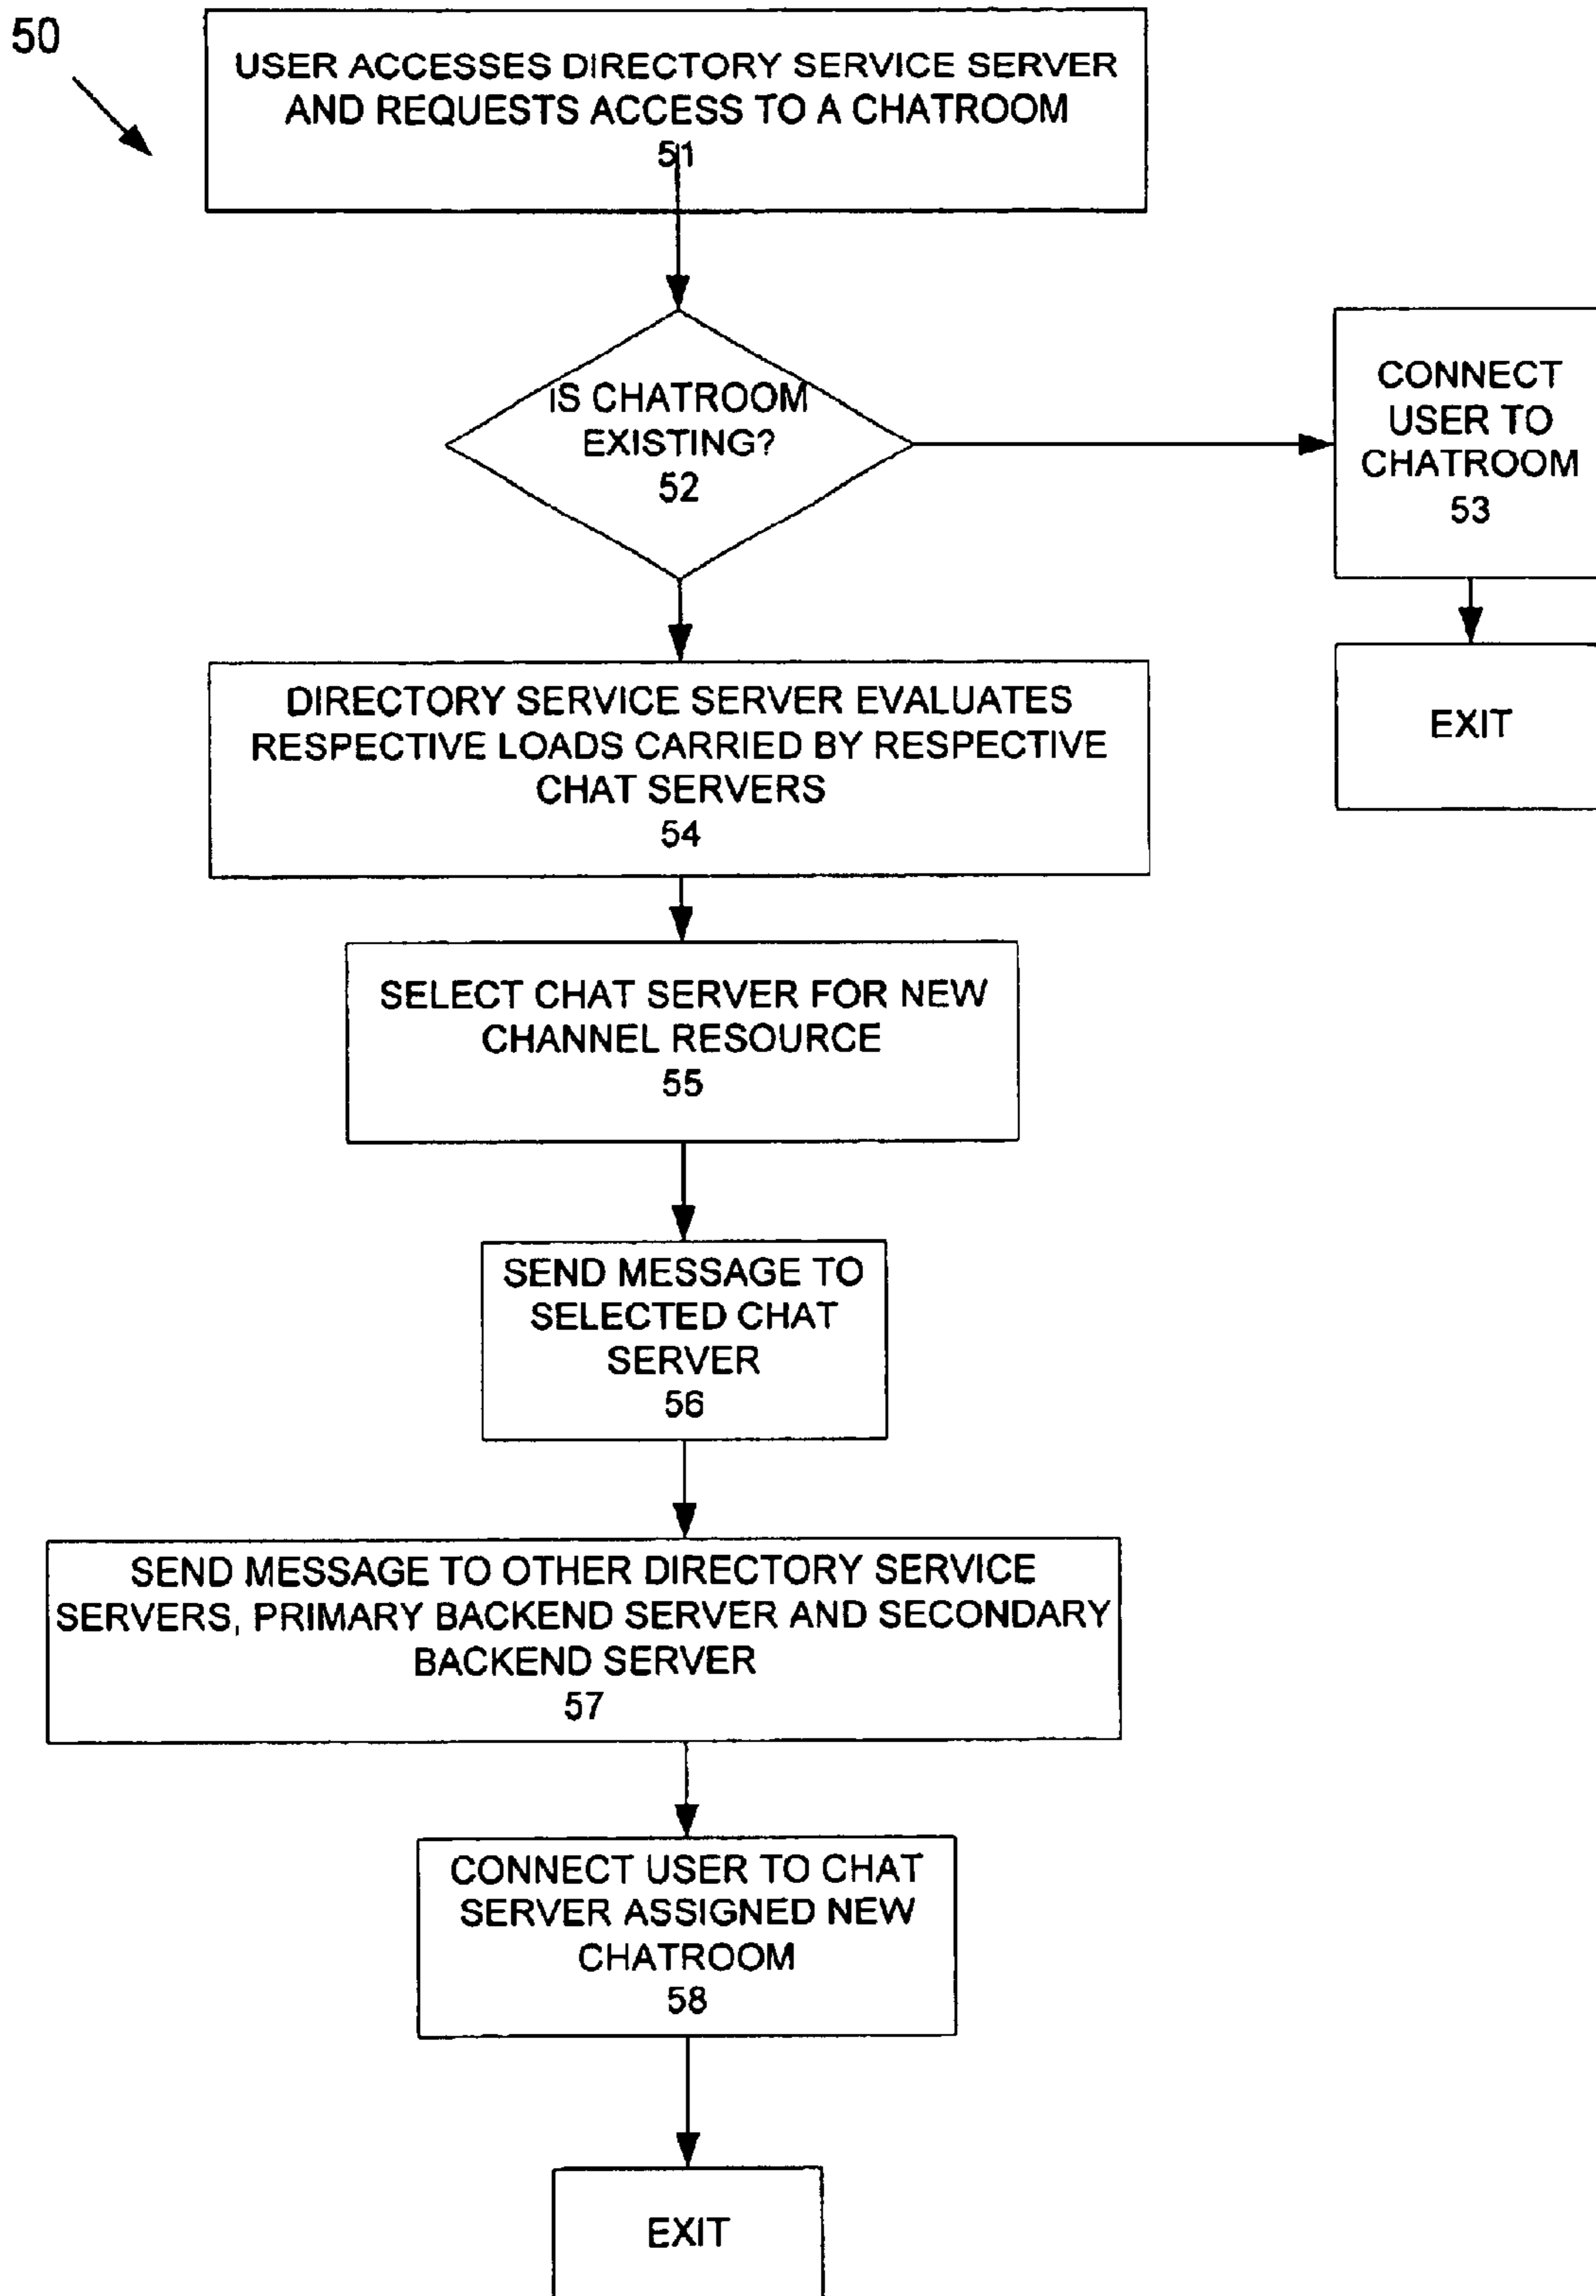 50
USER ACCESSES DIRECTORY SERVICE SERVER
AND REQUESTS ACCESS TO A CHATROOM
51
IS CHATROOM
EXISTING?
52
CONNECT
USER TO
CHATROOM
53
EXIT
DIRECTORY SERVICE SERVER EVALUATES
RESPECTIVE LOADS CARRIED BY RESPECTIVE
CHAT SERVERS
54
SELECT CHAT SERVER FOR NEW
CHANNEL RESOURCE
55
SEND MESSAGE TO
SELECTED CHAT
SERVER
56
SEND MESSAGE TO OTHER DIRECTORY SERVICE
SERVERS, PRIMARY BACKEND SERVER AND SECONDARY
BACKEND SERVER
57
CONNECT USER TO CHAT
SERVER ASSIGNED NEW
CHATROOM
58
EXIT